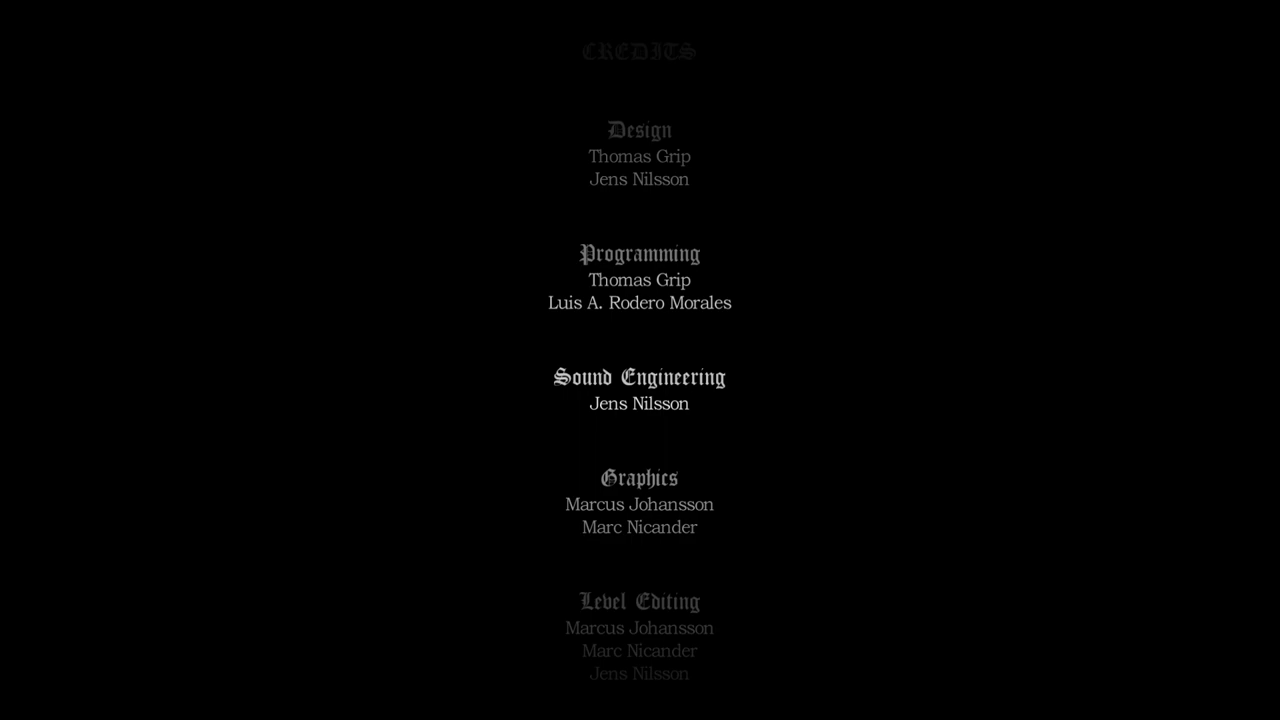 CREDITS
Design
Thomas Grip
Jens Nilsson
Programming
Thomas Grip
Luis A. Rodero Morales
Sound Engineering
Jens Nilsson
Graphics
Marcus Johansson
Marc Nicander
Level Editing
Marcus Johansson
Marc Nicander
Jens Nilsson